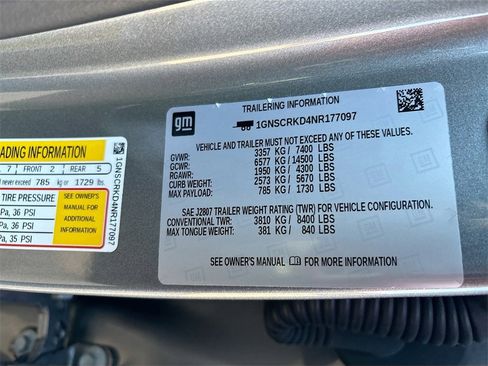 ADING INFORMATION
7 FRONT 2 REAR 5
never exceed 785 kg or 1729 lbs.
TIRE PRESSURE
Pa, 36 PSI
Pa, 36 PSI
a, 35 PSI
SEE OWNER'S
MANUAL FOR
ADDITIONAL
INFORMATION
1GNSCRKD4NR177097
gm
TRAILERING INFORMATION
1GNSCRKD4NR177097
VEHICLE AND TRAILER MUST NOT EXCEED ANY OF THESE VALUES.
GVWR: 3357 KG / 7400 LBS
GCWR: 6577 KG / 14500 LBS
RGAWR: 1950 KG / 4300 LBS
CURB WEIGHT: 2573 KG / 5670 LBS
MAX PAYLOAD: 785 KG / 1730 LBS
SAE J2807 TRAILER WEIGHT RATING (TWR) FOR VEHICLE CONFIGURATION.
CONVENTIONAL TWR: 3810 KG / 8400 LBS
MAX TONGUE WEIGHT: 381 KG / 840 LBS
SEE OWNER'S MANUAL FOR MORE INFORMATION